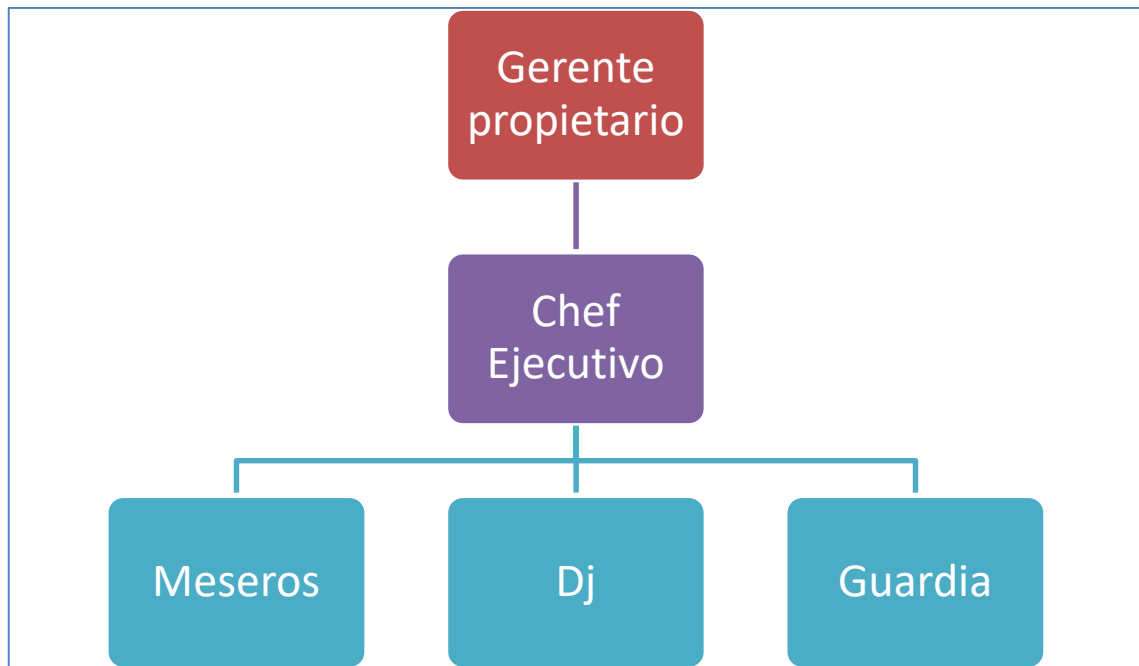 Gerente
propietario
Chef
Ejecutivo
Meseros
Dj
Guardia